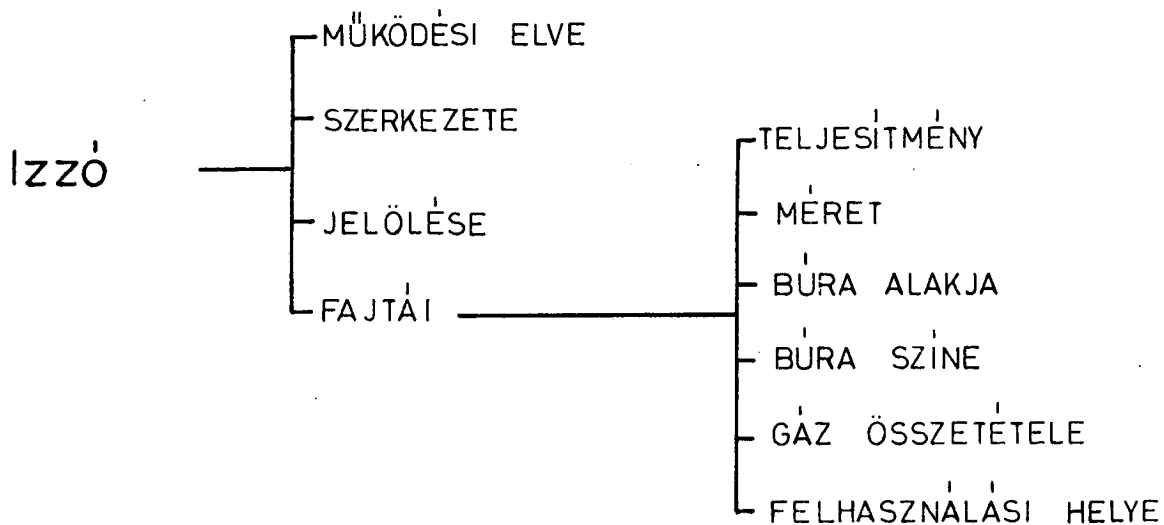 Izzó
MŰKÖDÉSI ELVE
SZERKEZETE
JELÖLÉSE
FAJTÁI
TELJESÍTMÉNY
MÉRET
BÚRA ALAKJA
BÚRA SZÍNE
GÁZ ÖSSZETÉTELE
FELHASZNÁLÁSI HELYE